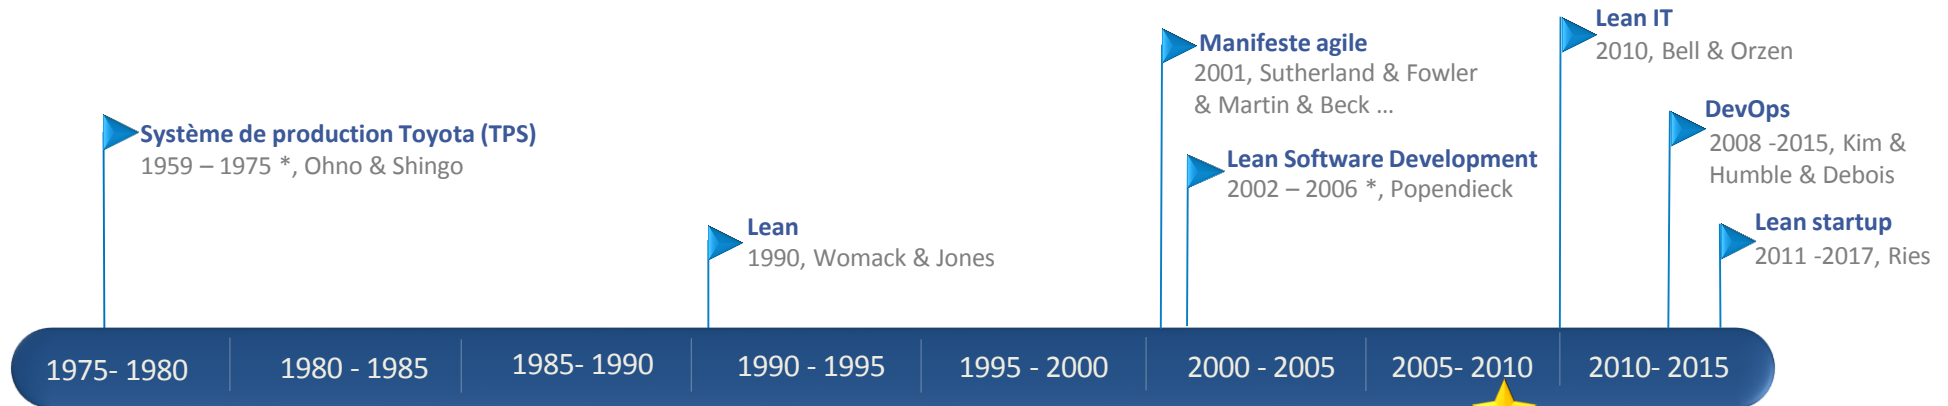 Système de production Toyota (TPS)
1959 – 1975 *, Ohno & Shingo
Lean
1990, Womack & Jones
Manifeste agile
2001, Sutherland & Fowler
& Martin & Beck ...
Lean Software Development
2002 – 2006 *, Popendieck
Lean IT
2010, Bell & Orzen
DevOps
2008 -2015, Kim &
Humble & Debois
Lean startup
2011 -2017, Ries
1975- 1980
1980 - 1985
1985- 1990
1990 - 1995
1995 - 2000
2000 - 2005
2005- 2010
2010- 2015